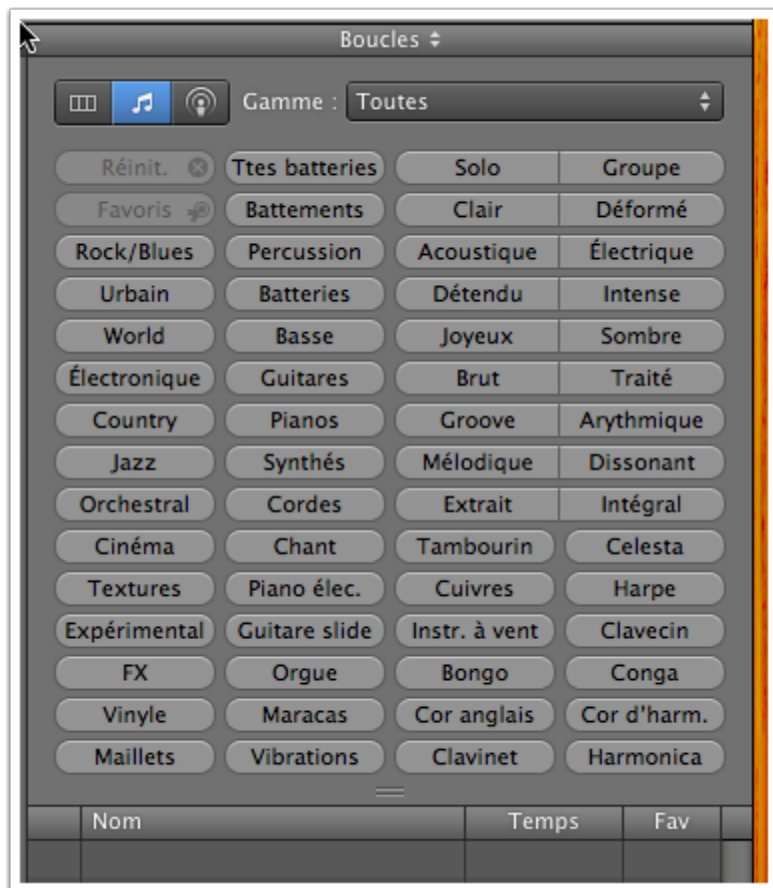 Boucles
Gamme : Toutes
Réinit. Ttes batteries Solo Groupe
Favoris Battements Clair Déformé
Rock/Blues Percussion Acoustique Électrique
Urbain Batteries Détendu Intense
World Basse Joyeux Sombre
Électronique Guitares Brut Traité
Country Pianos Groove Arythmique
Jazz Synthés Mélodique Dissonant
Orchestral Cordes Extrait Intégral
Cinéma Chant Tambourin Celesta
Textures Piano élec. Cuivres Harpe
Expérimental Guitare slide Instr. à vent Clavecin
FX Orgue Bongo Conga
Vinyle Maracas Cor anglais Cor d'harm.
Maillets Vibrations Clavinet Harmonica
Nom Temps Fav